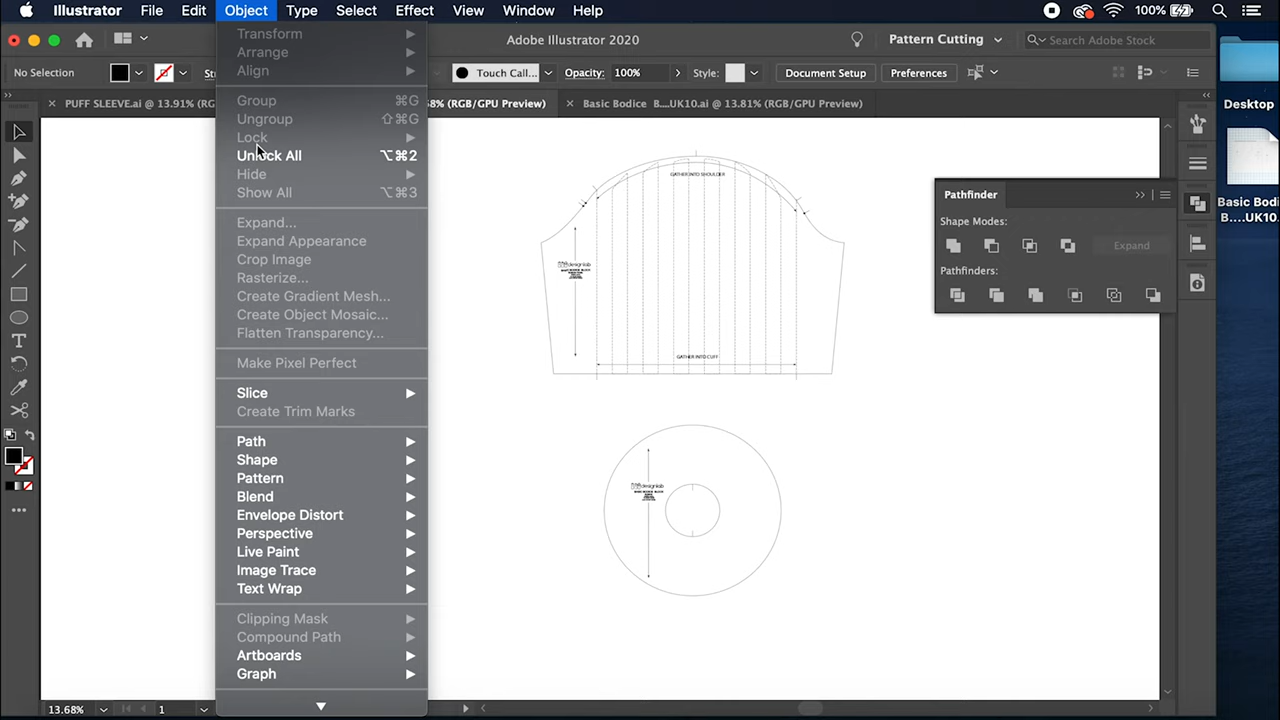 Illustrator File Edit Object Type Select Effect View Window Help 100%
Adobe Illustrator 2020 Pattern Cutting Search Adobe Stock
No Selection Touch Call... Opacity: 100% Style: Document Setup Preferences
× PUFF SLEEVE.ai @ 13.91% (RG 8% (RGB/GPU Preview) × Basic Bodice B....UK10.ai @ 13.81% (RGB/GPU Preview)
Transform
Arrange
Align
Group ⌘G
Ungroup ⇧⌘G
Lock
Unlock All ⌥⌘2
Hide
Show All ⌥⌘3
Expand...
Expand Appearance
Crop Image
Rasterize...
Create Gradient Mesh...
Create Object Mosaic...
Flatten Transparency...
Make Pixel Perfect
Slice
Create Trim Marks
Path
Shape
Pattern
Blend
Envelope Distort
Perspective
Live Paint
Image Trace
Text Wrap
Clipping Mask
Compound Path
Artboards
Graph
GATHER INTO SHOULDER
designlab
GATHER INTO CUFF
designlab
Pathfinder
Shape Modes:
Expand
Pathfinders:
Desktop
Basic Bodi
B....UK10.
13.68% 1